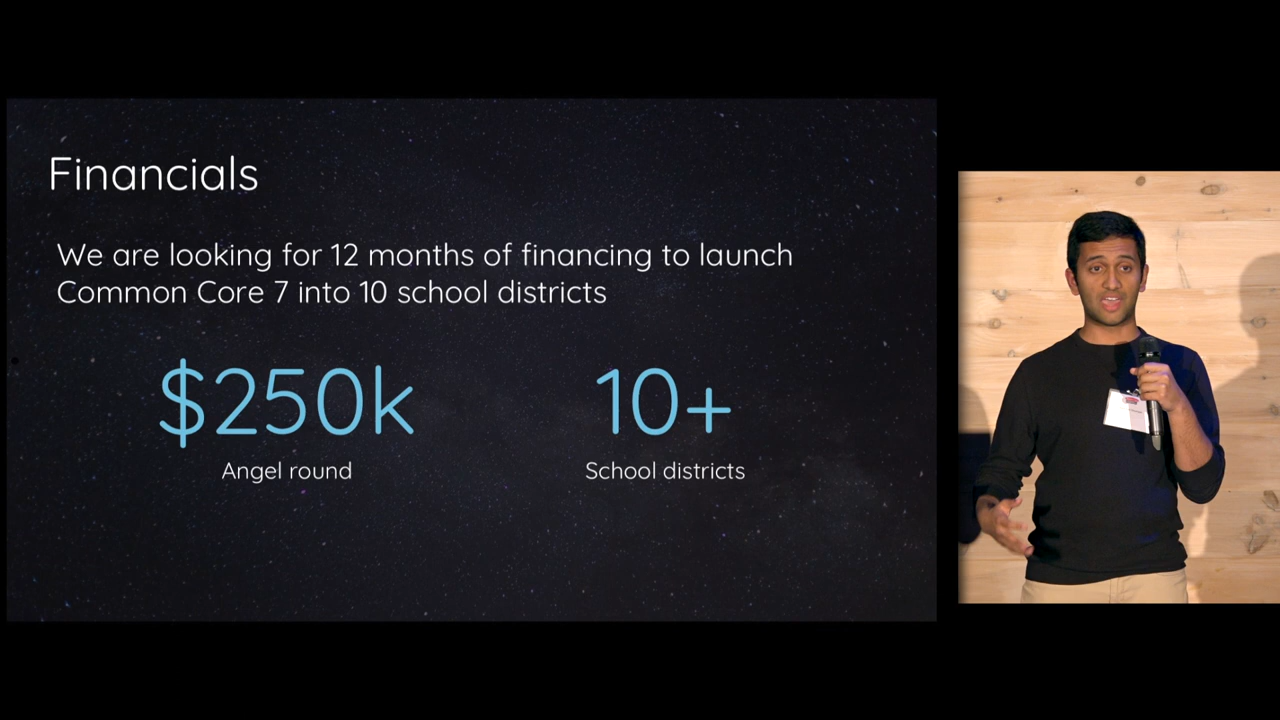 Financials
We are looking for 12 months of financing to launch
Common Core 7 into 10 school districts
$250k
10+
Angel round
School districts